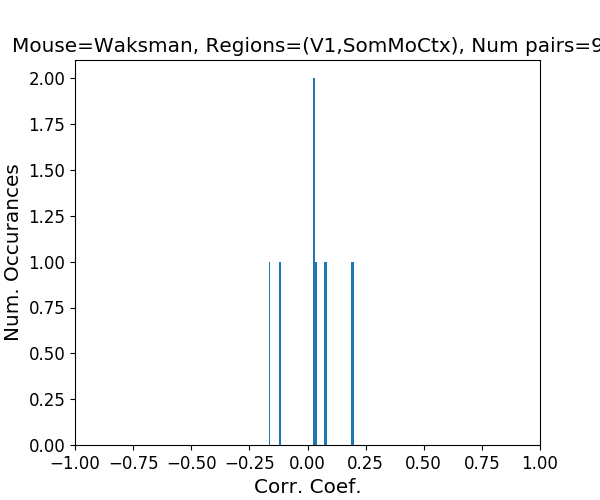 Mouse=Waksman, Regions=(V1,SomMoCtx), Num pairs=9
2.00
1.75
1.50
1.25
1.00
0.75
0.50
0.25
0.00
Num. Occurances
−1.00 −0.75 −0.50 −0.25 0.00 0.25 0.50 0.75 1.00
Corr. Coef.